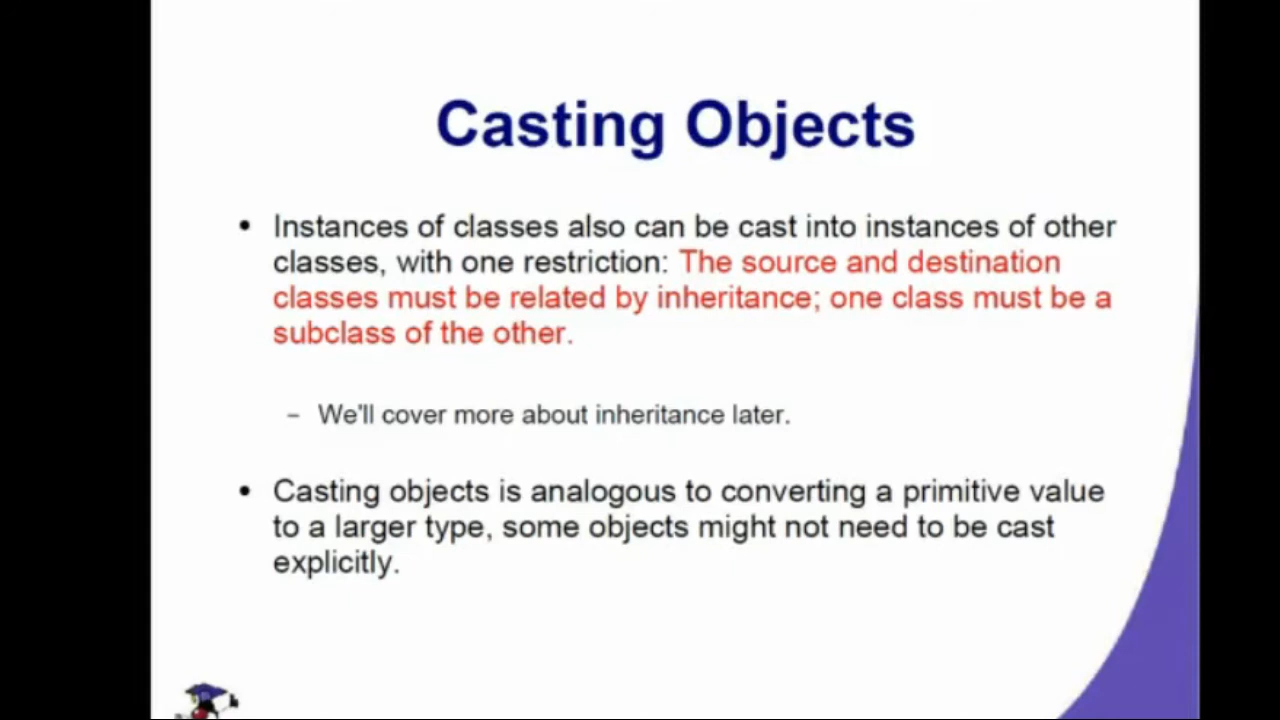 Casting Objects
• Instances of classes also can be cast into instances of other
classes, with one restriction: The source and destination
classes must be related by inheritance; one class must be a
subclass of the other.
– We'll cover more about inheritance later.
• Casting objects is analogous to converting a primitive value
to a larger type, some objects might not need to be cast
explicitly.